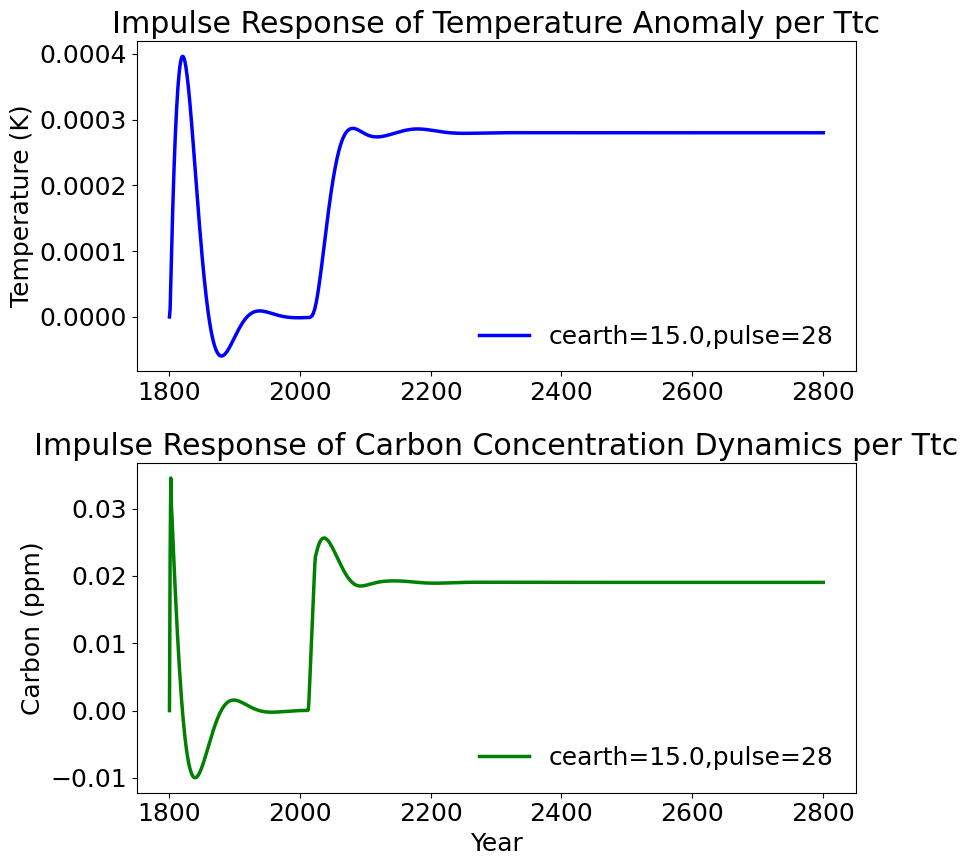 Impulse Response of Temperature Anomaly per Ttc
Temperature (K)
0.0004
0.0003
0.0002
0.0001
0.0000
cearth=15.0,pulse=28
1800 2000 2200 2400 2600 2800
Impulse Response of Carbon Concentration Dynamics per Ttc
Carbon (ppm)
0.03
0.02
0.01
0.00
−0.01
cearth=15.0,pulse=28
1800 2000 2200 2400 2600 2800
Year